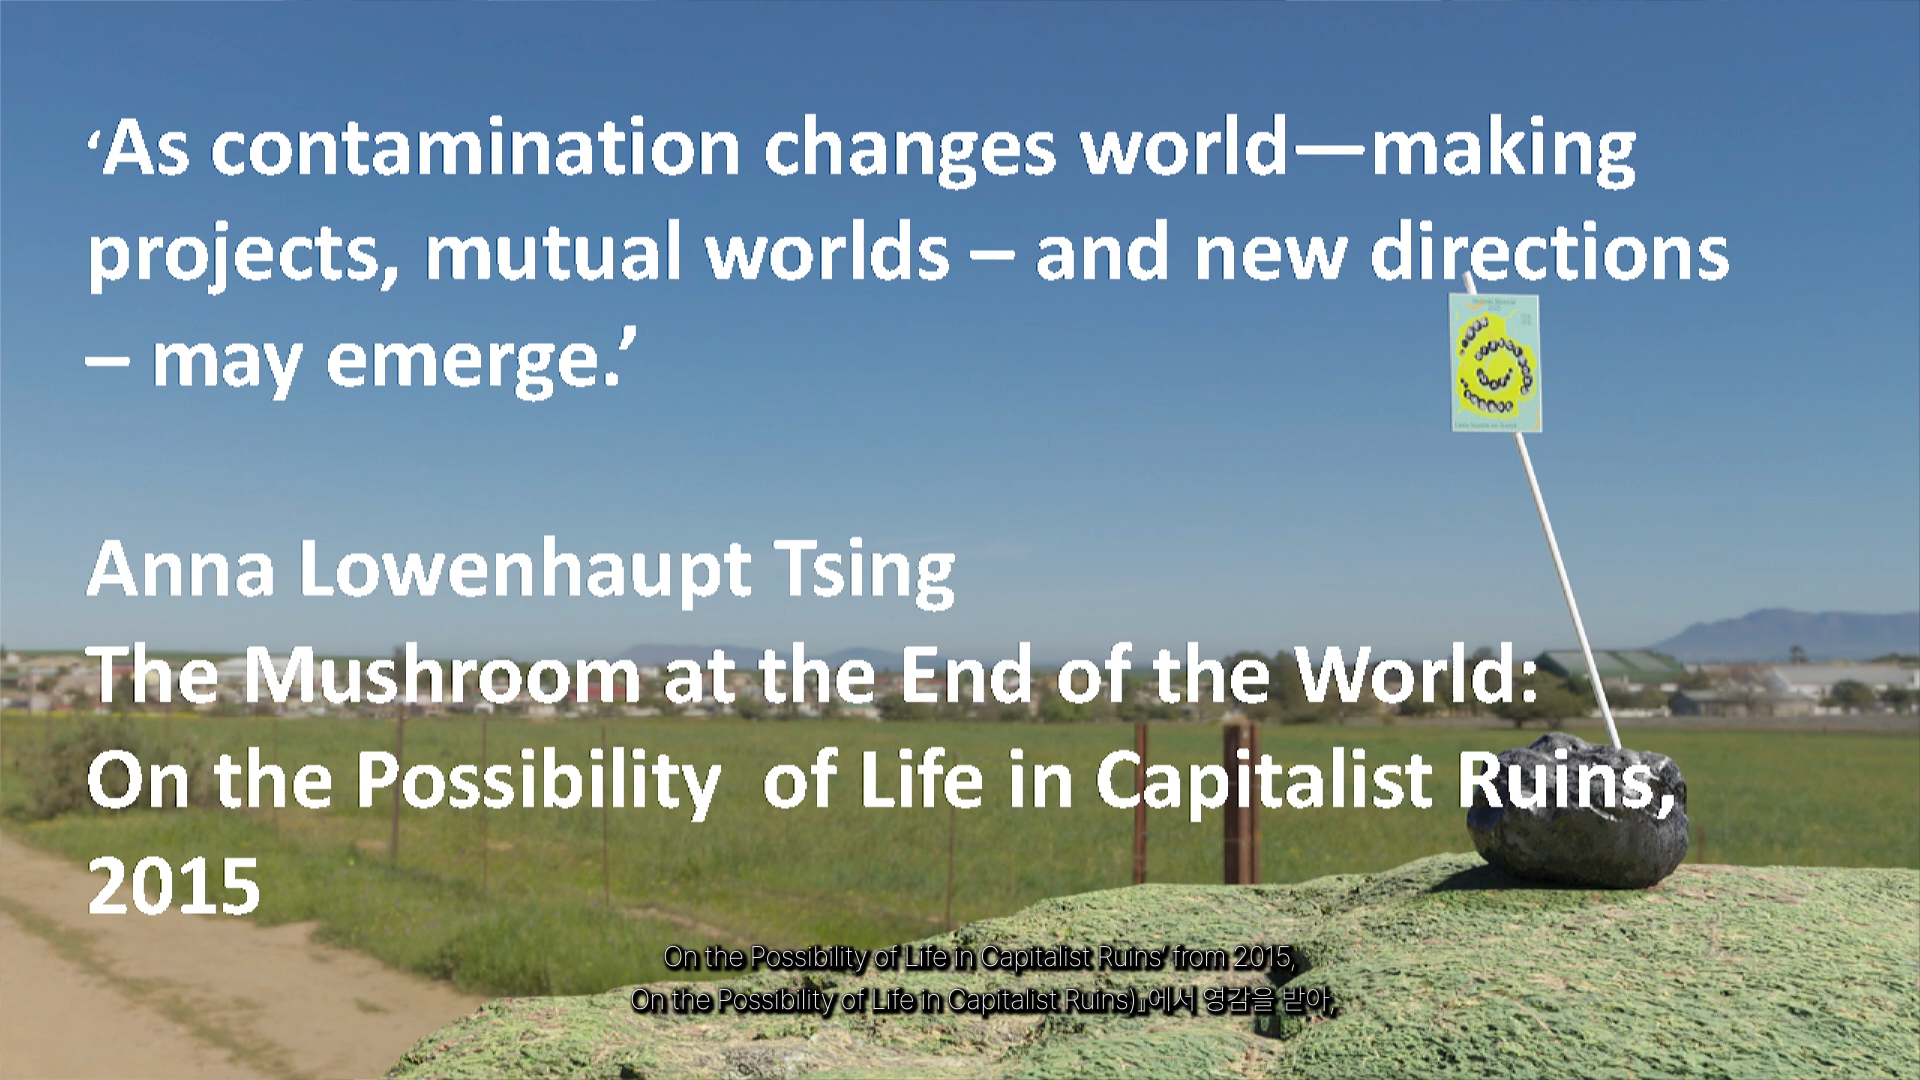 ‘As contamination changes world—making
projects, mutual worlds – and new directions
– may emerge.’
Anna Lowenhaupt Tsing
The Mushroom at the End of the World:
On the Possibility  of Life in Capitalist Ruins,
2015
On the Possibility of Life in Capitalist Ruins’ from 2015,
On the Possibility of Life in Capitalist Ruins)』에서 영감을 받아,